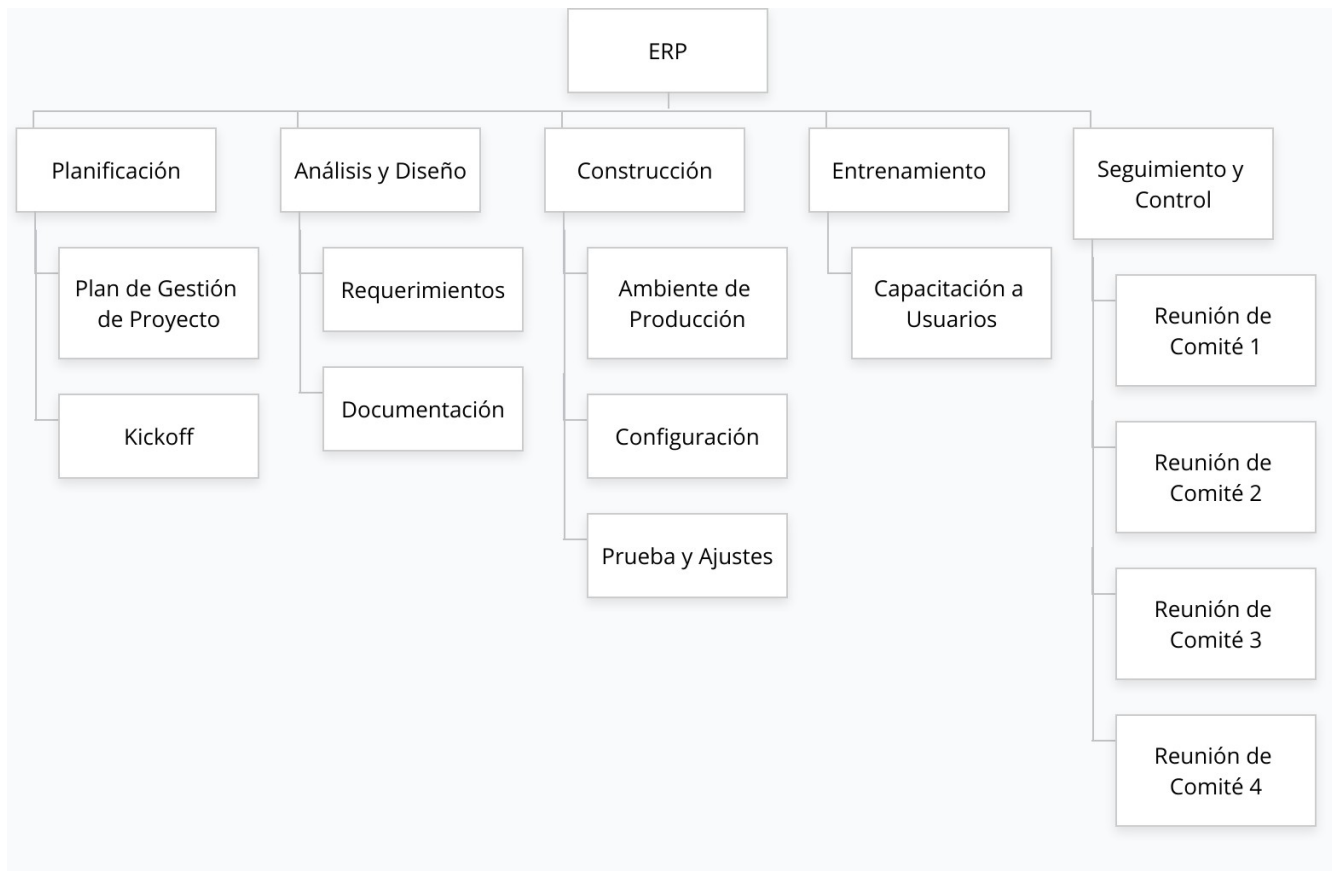 ERP
Planificación
Análisis y Diseño
Construcción
Entrenamiento
Seguimiento y
Control
Plan de Gestión
de Proyecto
Kickoff
Requerimientos
Documentación
Ambiente de
Producción
Configuración
Prueba y Ajustes
Capacitación a
Usuarios
Reunión de
Comité 1
Reunión de
Comité 2
Reunión de
Comité 3
Reunión de
Comité 4